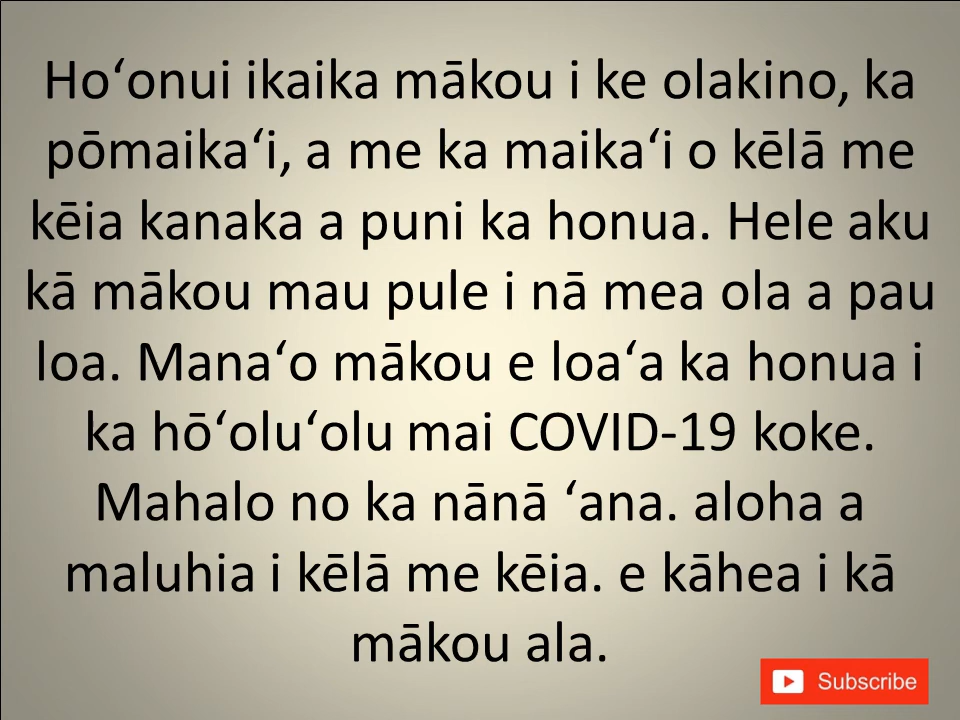 Hoʻonui ikaika mākou i ke olakino, ka
pōmaikaʻi, a me ka maikaʻi o kēlā me
kēia kanaka a puni ka honua. Hele aku
kā mākou mau pule i nā mea ola a pau
loa. Manaʻo mākou e loaʻa ka honua i
ka hōʻoluʻolu mai COVID-19 koke.
Mahalo no ka nānā ʻana. aloha a
maluhia i kēlā me kēia. e kāhea i kā
mākou ala.
Subscribe